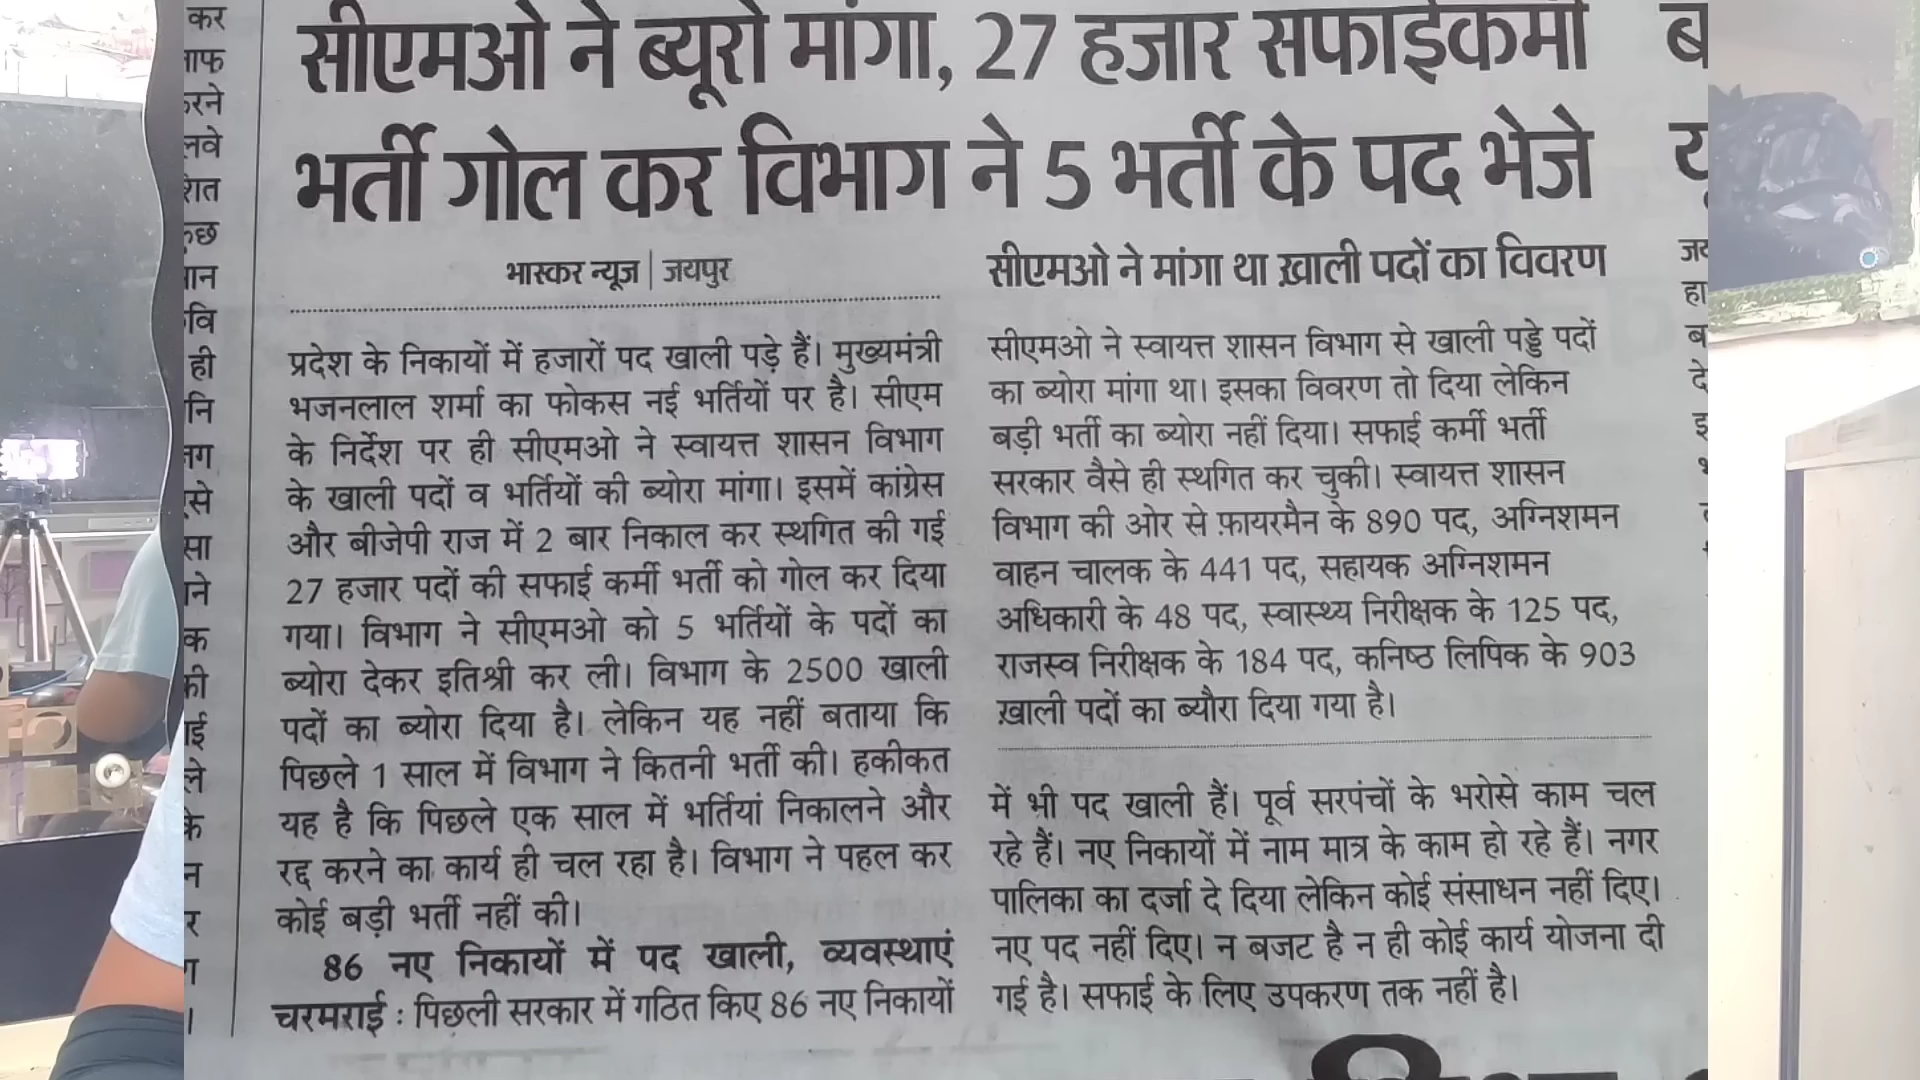 सीएमओ ने ब्यूरो मांगा, 27 हजार सफाईकर्मी
भर्ती गोल कर विभाग ने 5 भर्ती के पद भेजे
भास्कर न्यूज | जयपुर
प्रदेश के निकायों में हजारों पद खाली पड़े हैं। मुख्यमंत्री
भजनलाल शर्मा का फोकस नई भर्तियों पर है। सीएम
के निर्देश पर ही सीएमओ ने स्वायत्त शासन विभाग
के खाली पदों व भर्तियों की ब्योरा मांगा। इसमें कांग्रेस
और बीजेपी राज में 2 बार निकाल कर स्थगित की गई
27 हजार पदों की सफाई कर्मी भर्ती को गोल कर दिया
गया। विभाग ने सीएमओ को 5 भर्तियों के पदों का
ब्योरा देकर इतिश्री कर ली। विभाग के 2500 खाली
पदों का ब्योरा दिया है। लेकिन यह नहीं बताया कि
पिछले 1 साल में विभाग ने कितनी भर्ती की। हकीकत
यह है कि पिछले एक साल में भर्तियां निकालने और
रद्द करने का कार्य ही चल रहा है। विभाग ने पहल कर
कोई बड़ी भर्ती नहीं की।
86 नए निकायों में पद खाली, व्यवस्थाएं
चरमराई : पिछली सरकार में गठित किए 86 नए निकायों
सीएमओ ने मांगा था ख़ाली पदों का विवरण
सीएमओ ने स्वायत्त शासन विभाग से खाली पड़े पदों
का ब्योरा मांगा था। इसका विवरण तो दिया लेकिन
बड़ी भर्ती का ब्योरा नहीं दिया। सफाई कर्मी भर्ती
सरकार वैसे ही स्थगित कर चुकी। स्वायत्त शासन
विभाग की ओर से फ़ायरमैन के 890 पद, अग्निशमन
वाहन चालक के 441 पद, सहायक अग्निशमन
अधिकारी के 48 पद, स्वास्थ्य निरीक्षक के 125 पद,
राजस्व निरीक्षक के 184 पद, कनिष्ठ लिपिक के 903
ख़ाली पदों का ब्यौरा दिया गया है।
में भी पद खाली हैं। पूर्व सरपंचों के भरोसे काम चल
रहे हैं। नए निकायों में नाम मात्र के काम हो रहे हैं। नगर
पालिका का दर्जा दे दिया लेकिन कोई संसाधन नहीं दिए।
नए पद नहीं दिए। न बजट है न ही कोई कार्य योजना दी
गई है। सफाई के लिए उपकरण तक नहीं है।